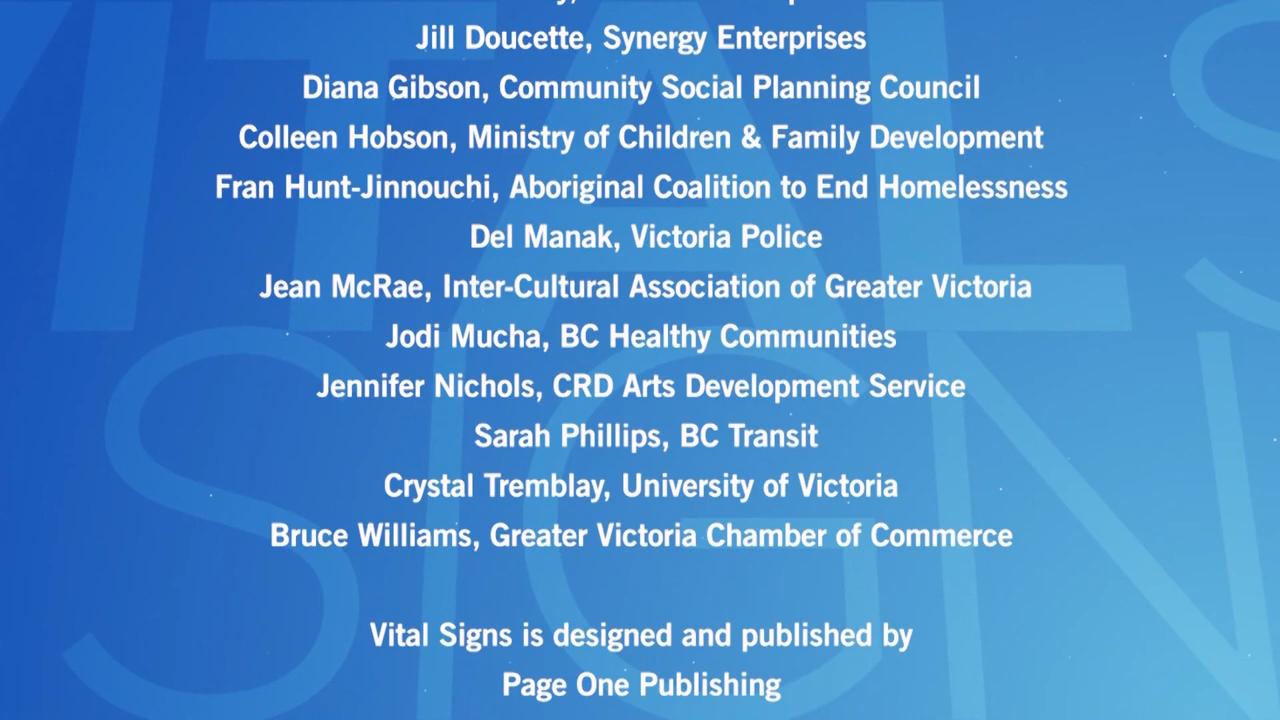 VITALS
SIGN
Jill Doucette, Synergy Enterprises
Diana Gibson, Community Social Planning Council
Colleen Hobson, Ministry of Children & Family Development
Fran Hunt-Jinnouchi, Aboriginal Coalition to End Homelessness
Del Manak, Victoria Police
Jean McRae, Inter-Cultural Association of Greater Victoria
Jodi Mucha, BC Healthy Communities
Jennifer Nichols, CRD Arts Development Service
Sarah Phillips, BC Transit
Crystal Tremblay, University of Victoria
Bruce Williams, Greater Victoria Chamber of Commerce
Vital Signs is designed and published by
Page One Publishing